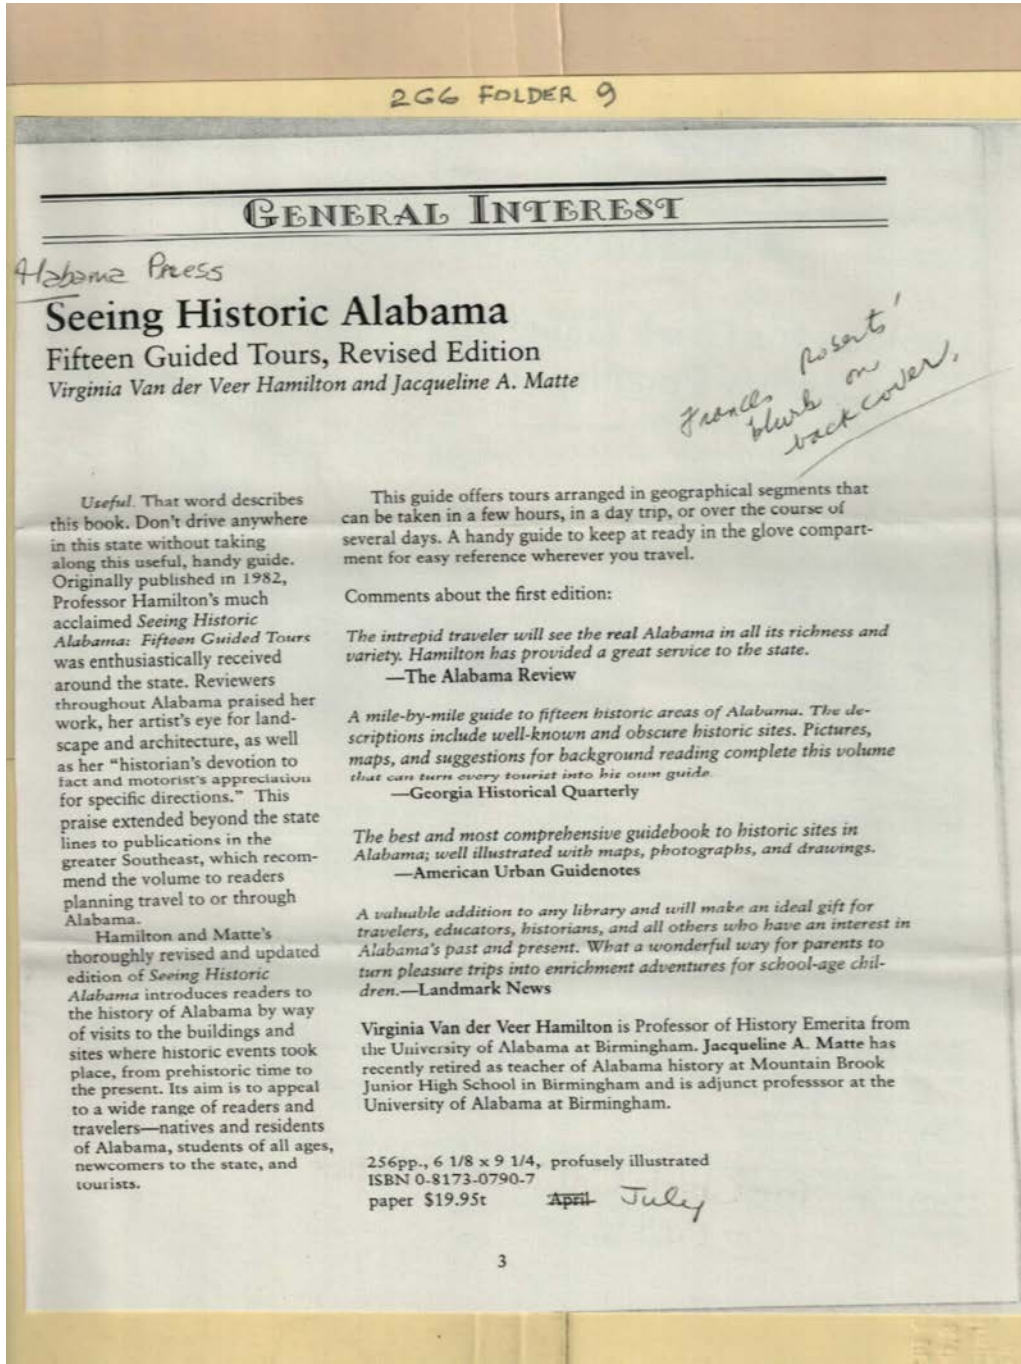 2GG FOLDER 9
GENERAL INTEREST
Alabama Press
Seeing Historic Alabama
Fifteen Guided Tours, Revised Edition
Virginia Van der Veer Hamilton and Jacqueline A. Matte
Frances Roberts'
blurb on
back cover.
Useful. That word describes
this book. Don't drive anywhere
in this state without taking
along this useful, handy guide.
Originally published in 1982,
Professor Hamilton's much
acclaimed Seeing Historic
Alabama: Fifteen Guided Tours
was enthusiastically received
around the state. Reviewers
throughout Alabama praised her
work, her artist's eye for land-
scape and architecture, as well
as her “historian's devotion to
fact and motorist's appreciation
for specific directions.” This
praise extended beyond the state
lines to publications in the
greater Southeast, which recom-
mend the volume to readers
planning travel to or through
Alabama.
Hamilton and Matte's
thoroughly revised and updated
edition of Seeing Historic
Alabama introduces readers to
the history of Alabama by way
of visits to the buildings and
sites where historic events took
place, from prehistoric time to
the present. Its aim is to appeal
to a wide range of readers and
travelers—natives and residents
of Alabama, students of all ages,
newcomers to the state, and
tourists.
This guide offers tours arranged in geographical segments that
can be taken in a few hours, in a day trip, or over the course of
several days. A handy guide to keep at ready in the glove compart-
ment for easy reference wherever you travel.
Comments about the first edition:
The intrepid traveler will see the real Alabama in all its richness and
variety. Hamilton has provided a great service to the state.
—The Alabama Review
A mile-by-mile guide to fifteen historic areas of Alabama. The de-
scriptions include well-known and obscure historic sites. Pictures,
maps, and suggestions for background reading complete this volume
that can turn every tourist into his own guide.
—Georgia Historical Quarterly
The best and most comprehensive guidebook to historic sites in
Alabama; well illustrated with maps, photographs, and drawings.
—American Urban Guidenotes
A valuable addition to any library and will make an ideal gift for
travelers, educators, historians, and all others who have an interest in
Alabama's past and present. What a wonderful way for parents to
turn pleasure trips into enrichment adventures for school-age chil-
dren.—Landmark News
Virginia Van der Veer Hamilton is Professor of History Emerita from
the University of Alabama at Birmingham. Jacqueline A. Matte has
recently retired as teacher of Alabama history at Mountain Brook
Junior High School in Birmingham and is adjunct professsor at the
University of Alabama at Birmingham.
256pp., 6 1/8 x 9 1/4, profusely illustrated
ISBN 0-8173-0790-7
paper $19.95t April July
3